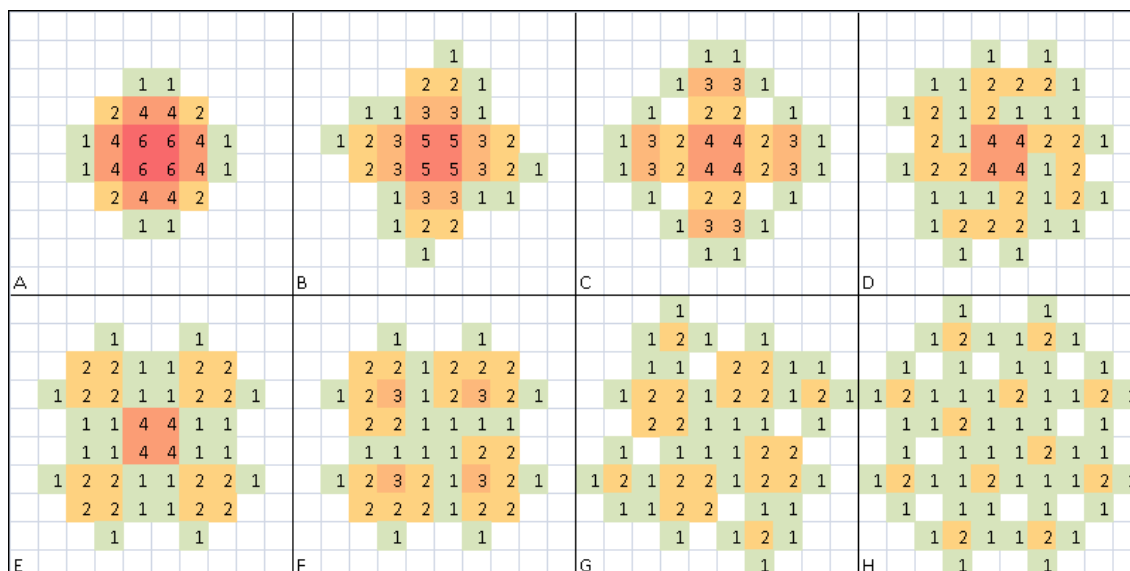 1 1
2 4 4 2
1 4 6 6 4 1
1 4 6 6 4 1
2 4 4 2
1 1
A
1
2 2 1
1 1 3 3 1
1 2 3 5 5 3 2
2 3 5 5 3 2 1
1 3 3 1 1
1 2 2
1
B
1 1
1 3 3 1
1 2 2 1
1 3 2 4 4 2 3 1
1 3 2 4 4 2 3 1
1 2 2 1
1 3 3 1
1 1
C
1 1
1 1 2 2 2 1
1 2 1 2 1 1 1
2 1 4 4 2 2 1
1 2 2 4 4 1 2
1 1 1 2 1 2 1
1 2 2 2 1 1
1 1
D
1 1
2 2 1 1 2 2
1 2 2 1 1 2 2 1
1 1 4 4 1 1
1 1 4 4 1 1
1 2 2 1 1 2 2 1
2 2 1 1 2 2
1 1
E
1 1
2 2 1 2 2 2
1 2 3 1 2 3 2 1
2 2 1 1 1 1
1 1 1 1 2 2
1 2 3 2 1 3 2 1
2 2 2 1 2 2
1 1
F
1
1 2 1 1
1 1 2 2 1 1
1 2 2 1 2 2 1 2 1
2 2 1 1 1 1
1 1 1 1 2 2
1 2 1 2 2 1 2 2 1
1 1 2 2 1 1
1 1 2 1
1
G
1 1
1 2 1 1 2 1
1 1 1 1 1
1 2 1 1 1 2 1 1 2 1
1 1 2 1 1 1 1
1 1 1 1 2 1 1
1 2 1 1 2 1 1 1 2 1
1 1 1 1 1
1 2 1 1 2 1
1 1
H